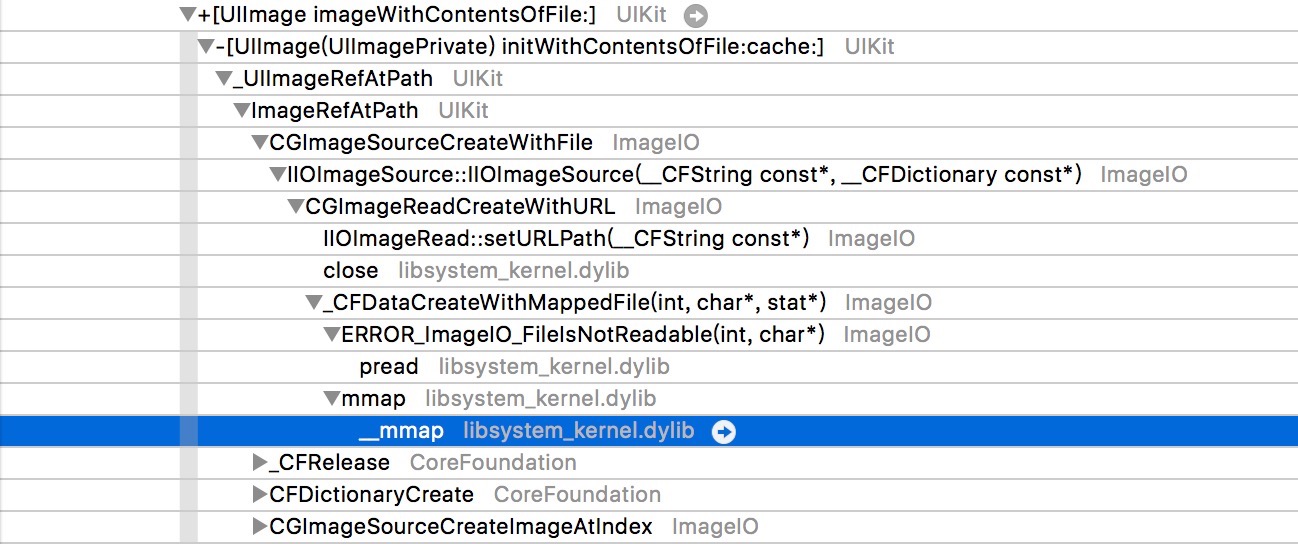 +[UIImage imageWithContentsOfFile:] UIKit
-[UIImage(UIImagePrivate) initWithContentsOfFile:cache:] UIKit
_UIImageRefAtPath UIKit
ImageRefAtPath UIKit
CGImageSourceCreateWithFile ImageIO
IIOImageSource::IIOImageSource(__CFString const*, __CFDictionary const*) ImageIO
CGImageReadCreateWithURL ImageIO
IIOImageRead::setURLPath(__CFString const*) ImageIO
close libsystem_kernel.dylib
_CFDataCreateWithMappedFile(int, char*, stat*) ImageIO
ERROR_ImageIO_FileIsNotReadable(int, char*) ImageIO
pread libsystem_kernel.dylib
mmap libsystem_kernel.dylib
__mmap libsystem_kernel.dylib
_CFRelease CoreFoundation
CFDictionaryCreate CoreFoundation
CGImageSourceCreateImageAtIndex ImageIO